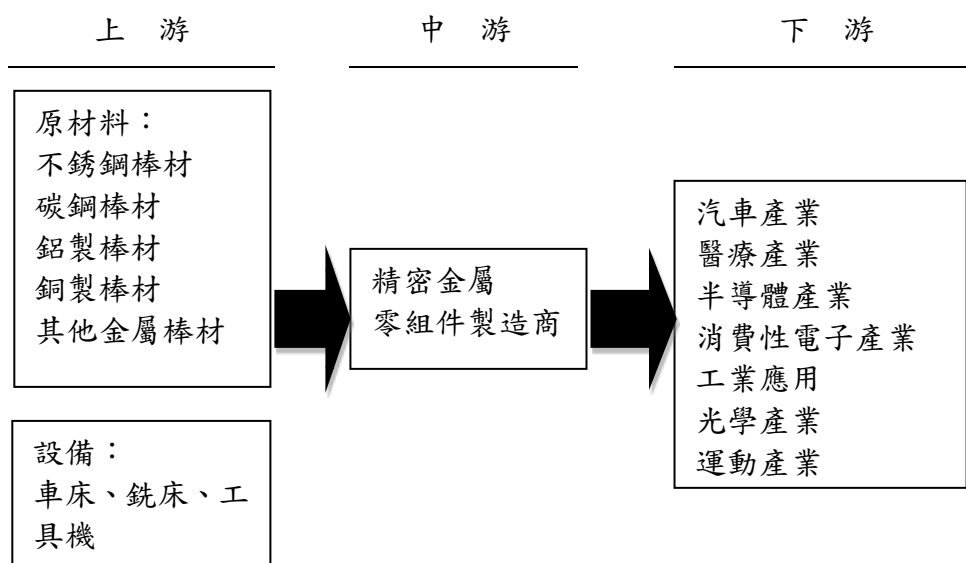 上 游
中 游
下 游
原材料：
不銹鋼棒材
碳鋼棒材
鋁製棒材
銅製棒材
其他金屬棒材
設備：
車床、銑床、工
具機
精密金屬
零組件製造商
汽車產業
醫療產業
半導體產業
消費性電子產業
工業應用
光學產業
運動產業